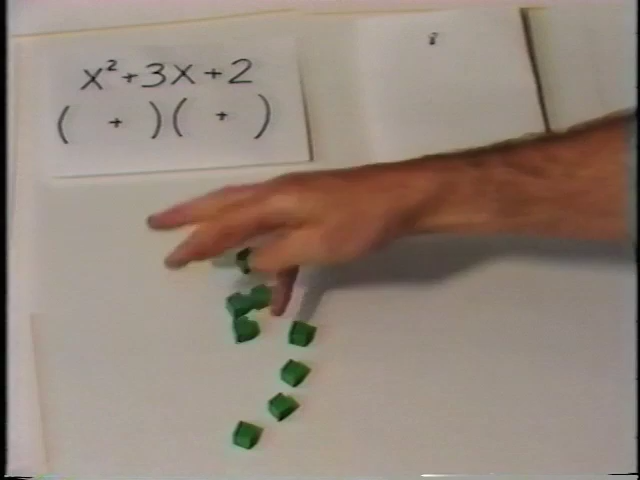 x²+3x+2
( + )( + )